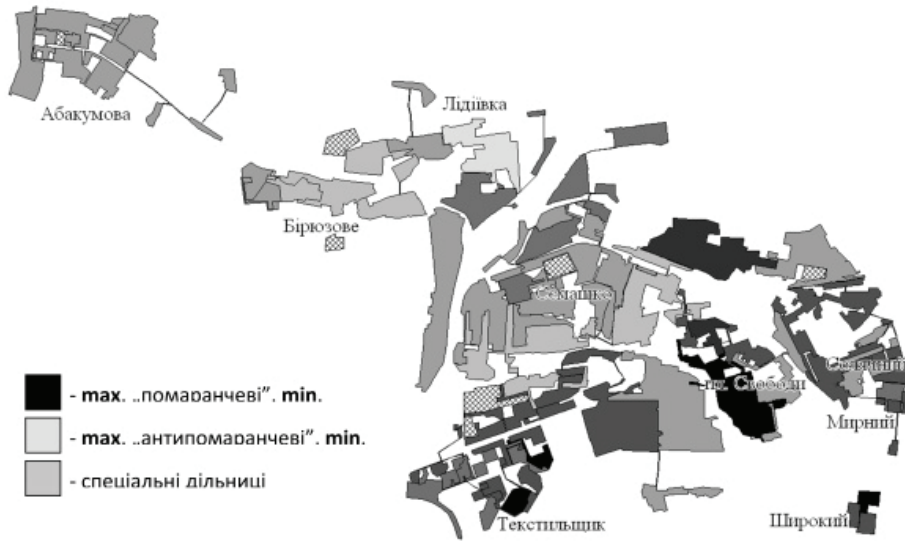 Абакумова
Лідіївка
Бірюзове
Семашко
пл. Свободи
Мирний
- max. „помаранчеві”. min.
- max. „антипомаранчеві”. min.
- спеціальні дільниці
Текстильщик
Широкий